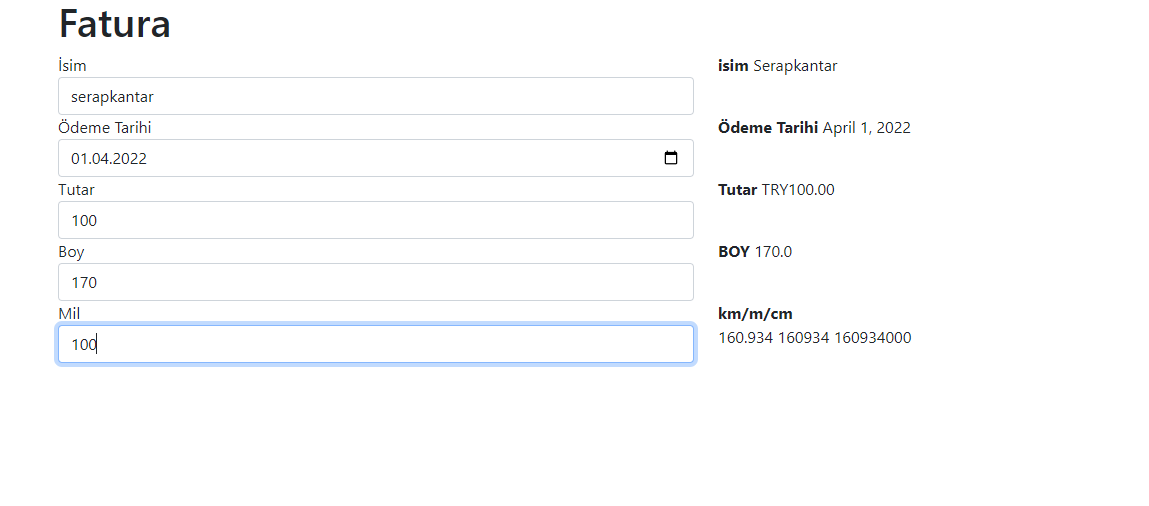 Fatura
İsim
serapkantar
Ödeme Tarihi
01.04.2022
Tutar
100
Boy
170
Mil
100
isim Serapkantar
Ödeme Tarihi April 1, 2022
Tutar TRY100.00
BOY 170.0
km/m/cm
160.934 160934 160934000